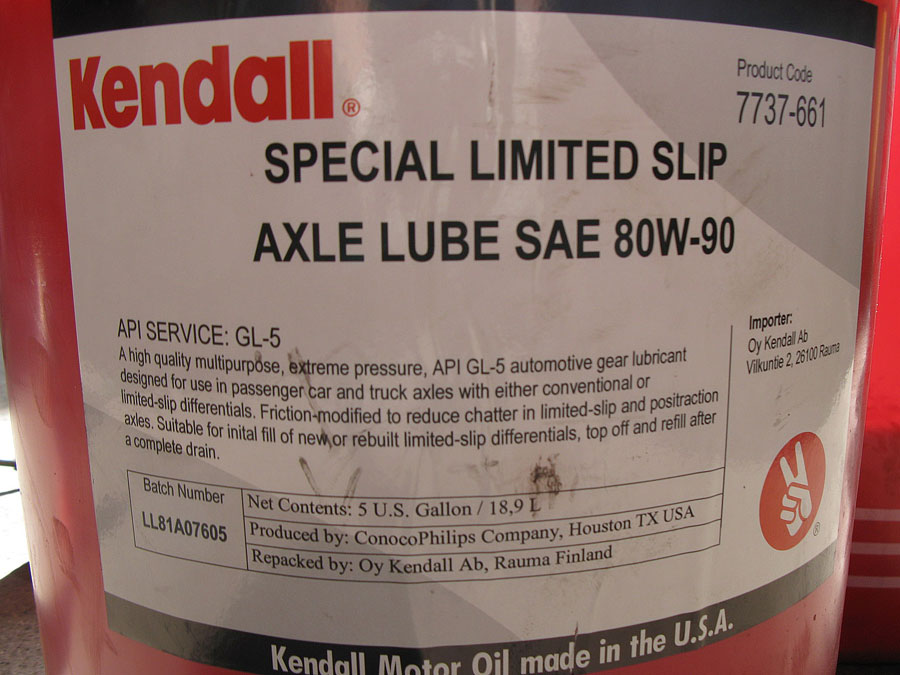 Kendall®
Product Code
7737-661
SPECIAL LIMITED SLIP
AXLE LUBE SAE 80W-90
API SERVICE: GL-5
A high quality multipurpose, extreme pressure, API GL-5 automotive gear lubricant
designed for use in passenger car and truck axles with either conventional or
limited-slip differentials. Friction-modified to reduce chatter in limited-slip and positraction
axles. Suitable for inital fill of new or rebuilt limited-slip differentials, top off and refill after
a complete drain.
Importer:
Oy Kendall Ab
Vilkuntie 2, 26100 Rauma
Batch Number
LL81A07605
Net Contents: 5 U.S. Gallon / 18,9 L
Produced by: ConocoPhilips Company, Houston TX USA
Repacked by: Oy Kendall Ab, Rauma Finland
®
Kendall Motor Oil made in the U.S.A.